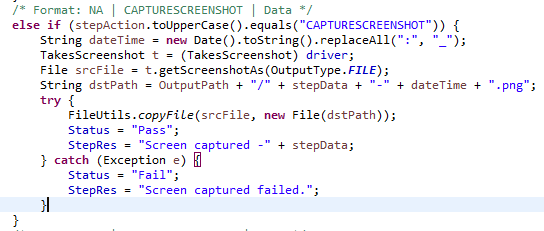 /* Format: NA | CAPTURESCREENSHOT | Data */
else if (stepAction.toUpperCase().equals("CAPTURESCREENSHOT")) {
    String dateTime = new Date().toString().replaceAll(":", "_");
    TakesScreenshot t = (TakesScreenshot) driver;
    File srcFile = t.getScreenshotAs(OutputType.FILE);
    String dstPath = OutputPath + "/" + stepData + "-" + dateTime + ".png";
    try {
        FileUtils.copyFile(srcFile, new File(dstPath));
        Status = "Pass";
        StepRes = "Screen captured -" + stepData;
    } catch (Exception e) {
        Status = "Fail";
        StepRes = "Screen captured failed.";
    }
}